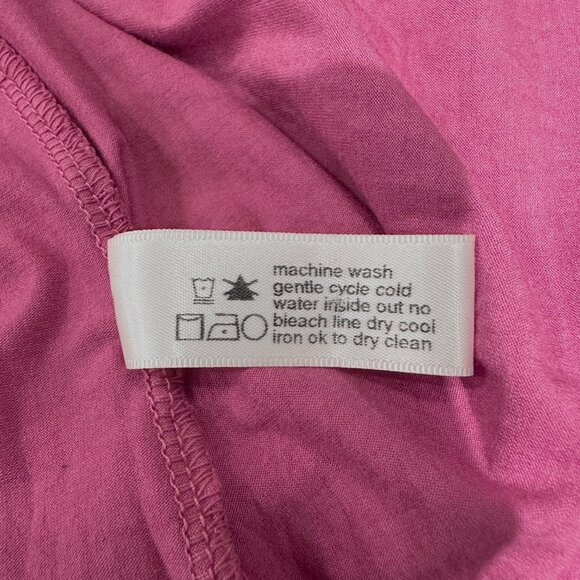 machine wash
gentle cycle cold
water inside out no
bleach line dry cool
iron ok to dry clean